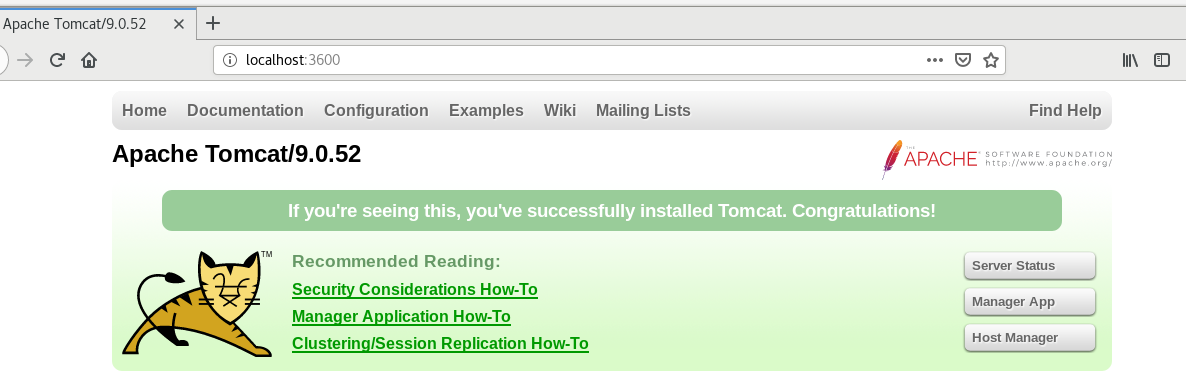 Apache Tomcat/9.0.52
localhost:3600
Home Documentation Configuration Examples Wiki Mailing Lists Find Help
Apache Tomcat/9.0.52
THE APACHE® SOFTWARE FOUNDATION
http://www.apache.org/
If you're seeing this, you've successfully installed Tomcat. Congratulations!
TM
Recommended Reading:
Security Considerations How-To
Manager Application How-To
Clustering/Session Replication How-To
Server Status
Manager App
Host Manager